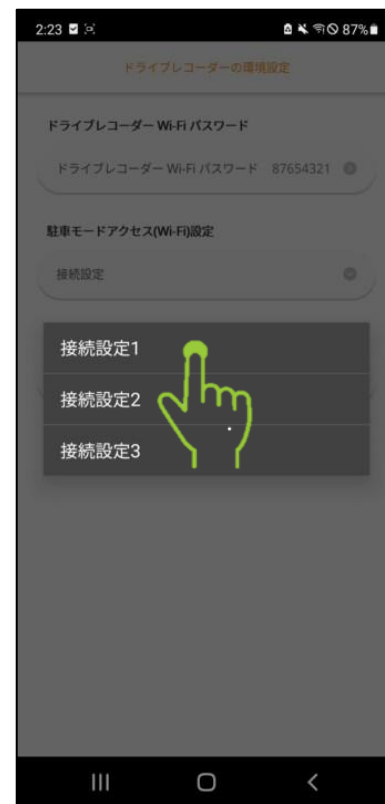 2:23 87%
ドライブレコーダーの環境設定
ドライブレコーダー Wi-Fi パスワード
ドライブレコーダー Wi-Fi パスワード 87654321
駐車モードアクセス(Wi-Fi)設定
接続設定
接続設定1
接続設定2
接続設定3